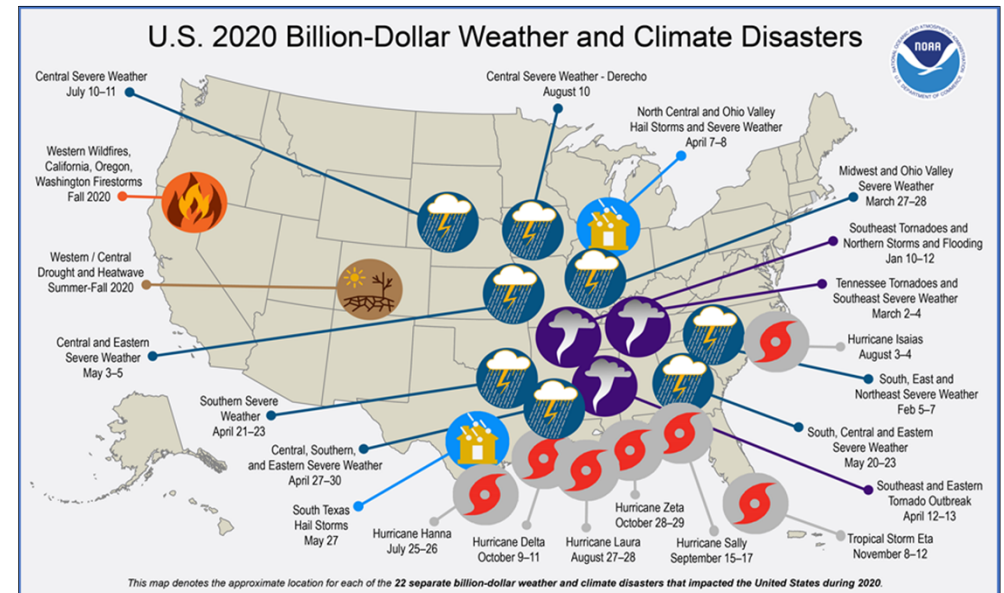 U.S. 2020 Billion-Dollar Weather and Climate Disasters
NATIONAL OCEANIC AND ATMOSPHERIC ADMINISTRATION
NOAA
U.S. DEPARTMENT OF COMMERCE
Central Severe Weather
July 10–11
Central Severe Weather - Derecho
August 10
North Central and Ohio Valley
Hail Storms and Severe Weather
April 7–8
Western Wildfires,
California, Oregon,
Washington Firestorms
Fall 2020
Midwest and Ohio Valley
Severe Weather
March 27–28
Southeast Tornadoes and
Northern Storms and Flooding
Jan 10–12
Western / Central
Drought and Heatwave
Summer-Fall 2020
Tennessee Tornadoes and
Southeast Severe Weather
March 2–4
Central and Eastern
Severe Weather
May 3–5
Hurricane Isaias
August 3–4
South, East and
Northeast Severe Weather
Feb 5–7
Southern Severe
Weather
April 21–23
South, Central and Eastern
Severe Weather
May 20–23
Central, Southern,
and Eastern Severe Weather
April 27–30
Southeast and Eastern
Tornado Outbreak
April 12–13
South Texas
Hail Storms
May 27
Hurricane Hanna
July 25–26
Hurricane Delta
October 9–11
Hurricane Laura
August 27–28
Hurricane Zeta
October 28–29
Hurricane Sally
September 15–17
Tropical Storm Eta
November 8–12
This map denotes the approximate location for each of the 22 separate billion-dollar weather and climate disasters that impacted the United States during 2020.